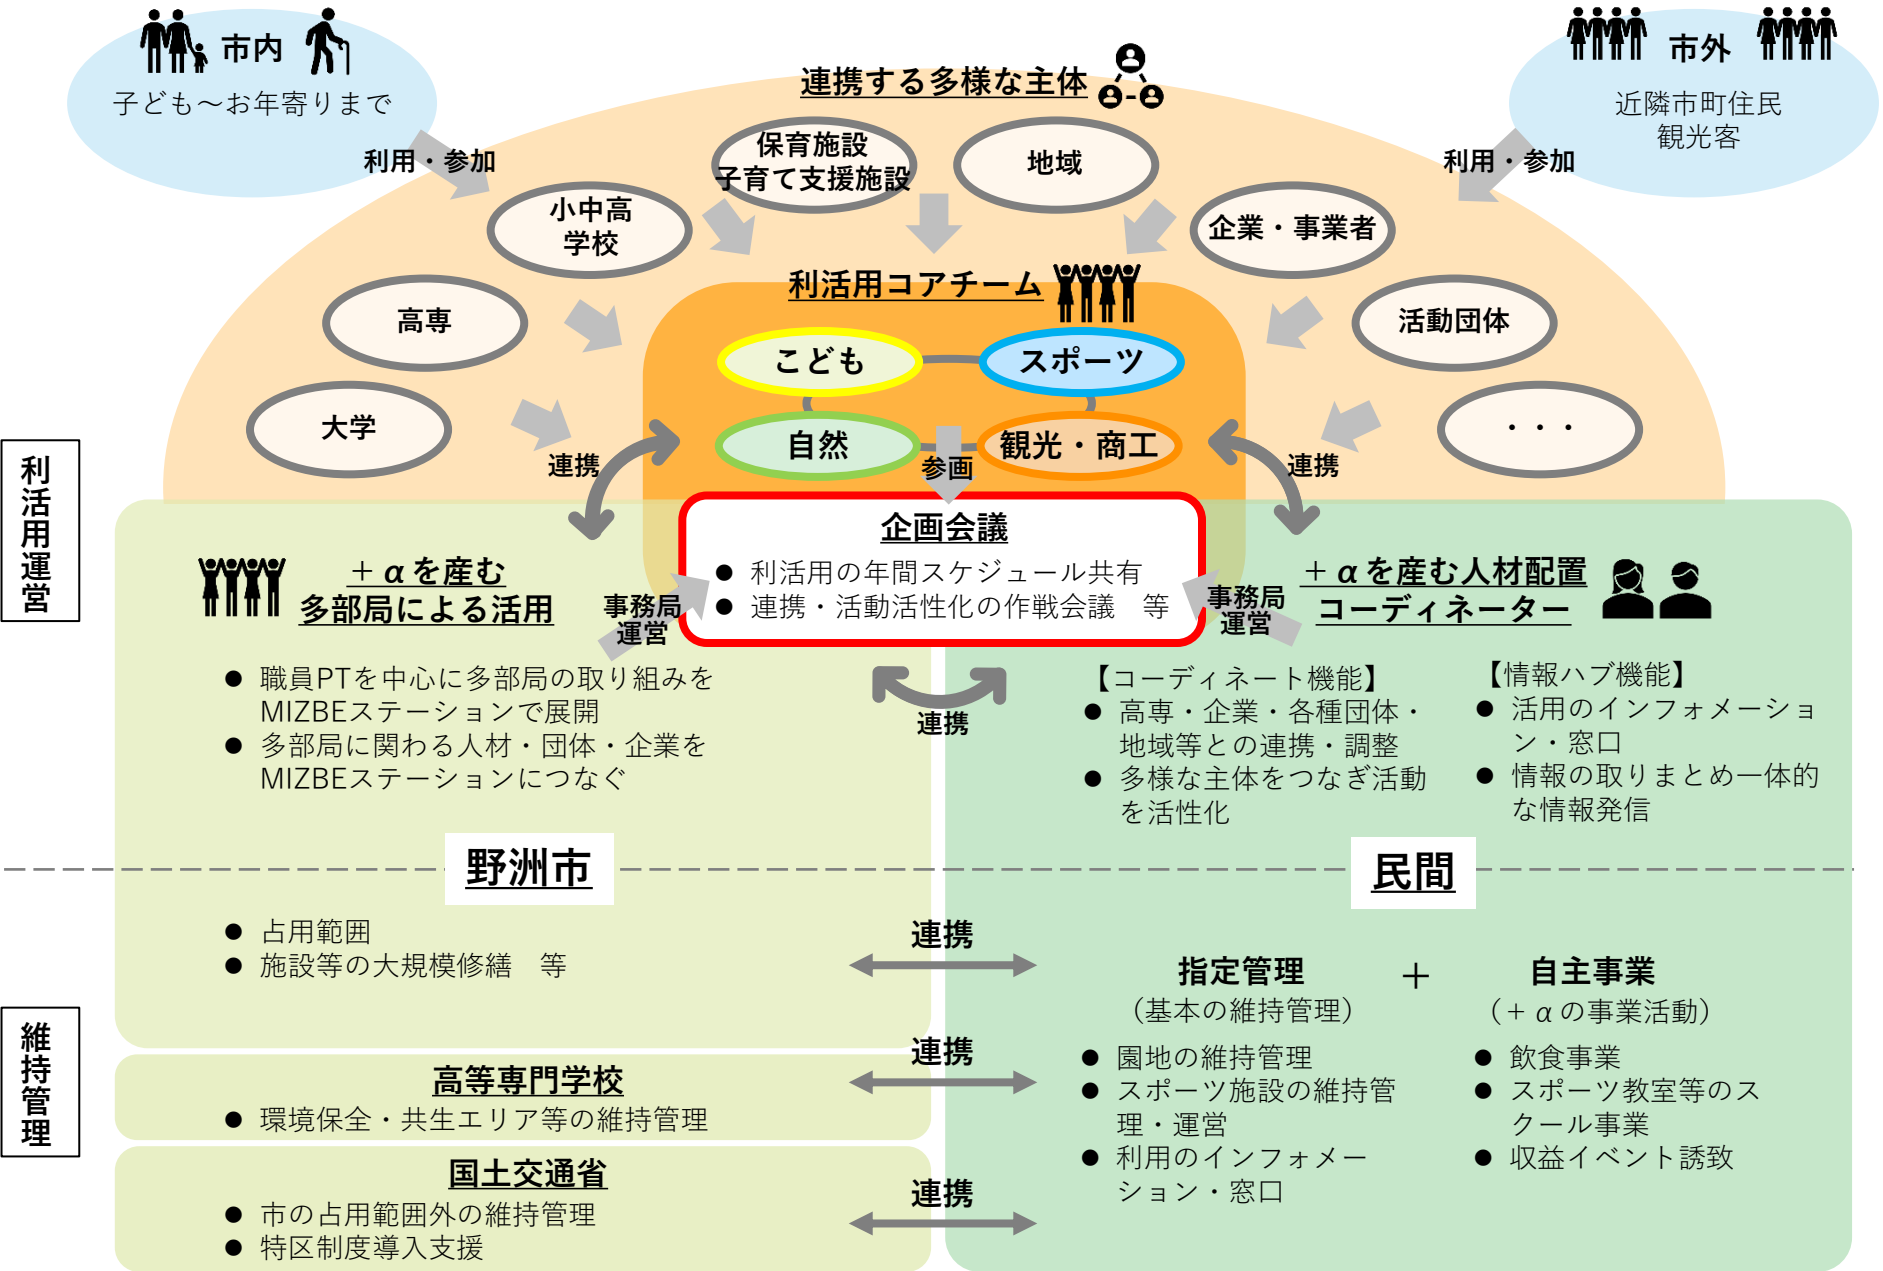 市内
子ども～お年寄りまで
市外
近隣市町住民
観光客
連携する多様な主体
利用・参加
利用・参加
保育施設
子育て支援施設
地域
小中高
学校
企業・事業者
高専
活動団体
大学
・・・
利活用コアチーム
こども
スポーツ
自然
観光・商工
連携
参画
連携
利活用運営
企画会議
● 利活用の年間スケジュール共有
● 連携・活動活性化の作戦会議　等
＋αを産む
多部局による活用
事務局
運営
事務局
運営
＋αを産む人材配置
コーディネーター
● 職員PTを中心に多部局の取り組みを
MIZBEステーションで展開
● 多部局に関わる人材・団体・企業を
MIZBEステーションにつなぐ
連携
【コーディネート機能】
● 高専・企業・各種団体・
地域等との連携・調整
● 多様な主体をつなぎ活動
を活性化
【情報ハブ機能】
● 活用のインフォメーショ
ン・窓口
● 情報の取りまとめ一体的
な情報発信
野洲市
民間
維持管理
● 占用範囲
● 施設等の大規模修繕　等
連携
指定管理
（基本の維持管理）
＋
自主事業
（＋αの事業活動）
● 園地の維持管理
● スポーツ施設の維持管
理・運営
● 利用のインフォメー
ション・窓口
● 飲食事業
● スポーツ教室等のス
クール事業
● 収益イベント誘致
高等専門学校
● 環境保全・共生エリア等の維持管理
連携
国土交通省
● 市の占用範囲外の維持管理
● 特区制度導入支援
連携